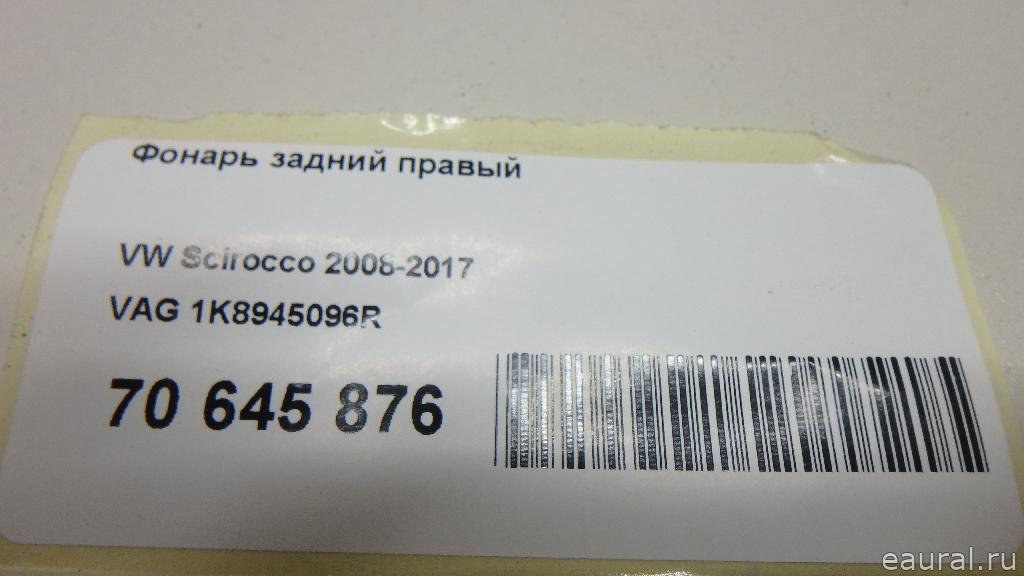 Фонарь задний правый
VW Scirocco 2008-2017
VAG 1K8945096R
70 645 876
eaural.ru